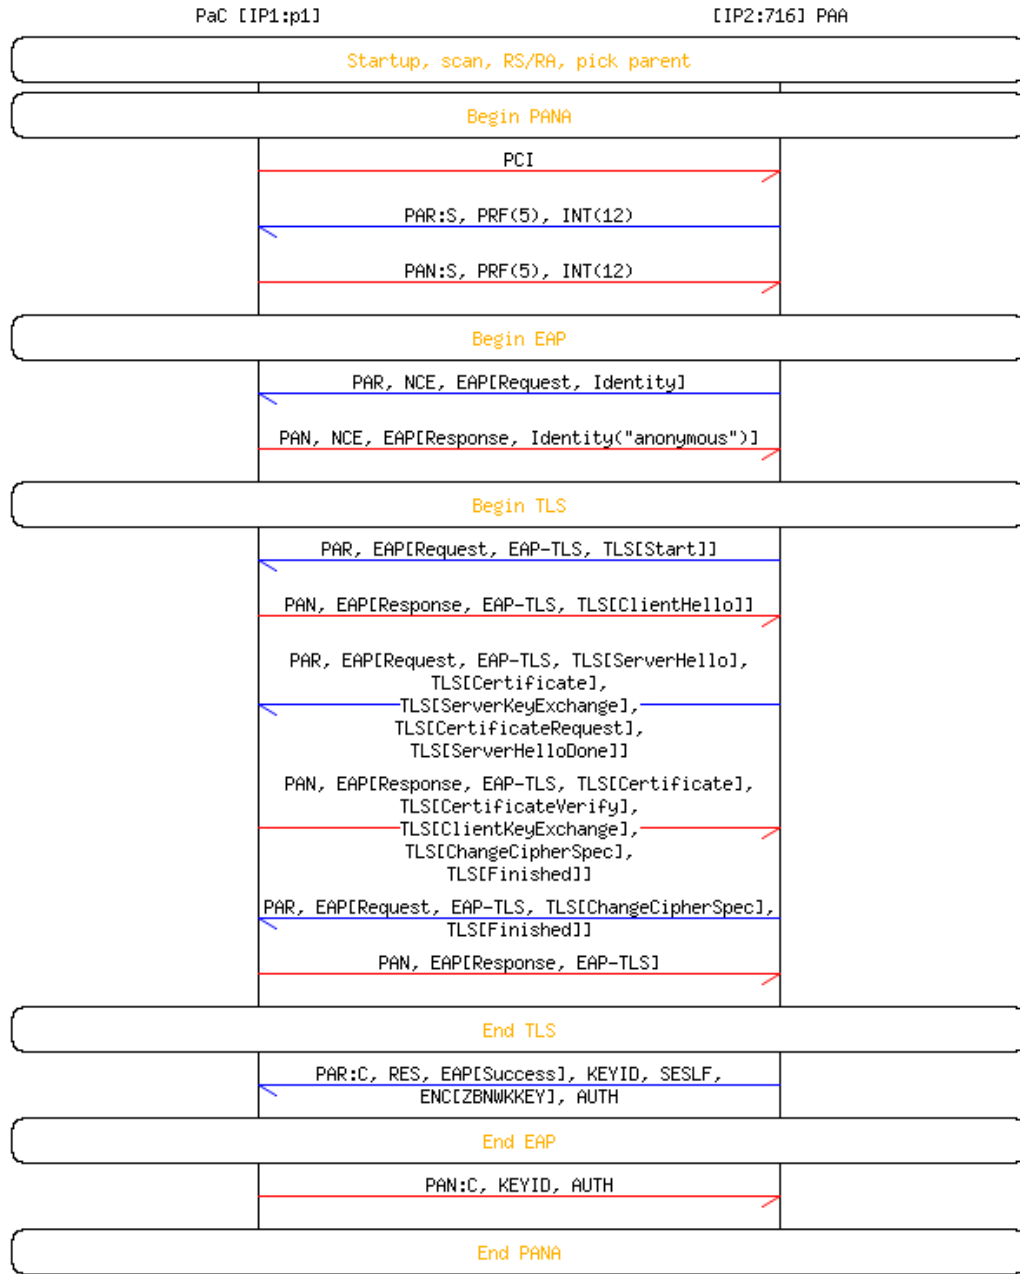 PaC [IP1:p1]
[IP2:716] PAA
Startup, scan, RS/RA, pick parent
Begin PANA
PCI
PAR:S, PRF(5), INT(12)
PAN:S, PRF(5), INT(12)
Begin EAP
PAR, NCE, EAP[Request, Identity]
PAN, NCE, EAP[Response, Identity("anonymous")]
Begin TLS
PAR, EAP[Request, EAP-TLS, TLS[Start]]
PAN, EAP[Response, EAP-TLS, TLS[ClientHello]]
PAR, EAP[Request, EAP-TLS, TLS[ServerHello],
TLS[Certificate],
TLS[ServerKeyExchange],
TLS[CertificateRequest],
TLS[ServerHelloDone]]
PAN, EAP[Response, EAP-TLS, TLS[Certificate],
TLS[CertificateVerify],
TLS[ClientKeyExchange],
TLS[ChangeCipherSpec],
TLS[Finished]]
PAR, EAP[Request, EAP-TLS, TLS[ChangeCipherSpec],
TLS[Finished]]
PAN, EAP[Response, EAP-TLS]
End TLS
PAR:C, RES, EAP[Success], KEYID, SESLF,
ENC[ZBNWKKEY], AUTH
End EAP
PAN:C, KEYID, AUTH
End PANA